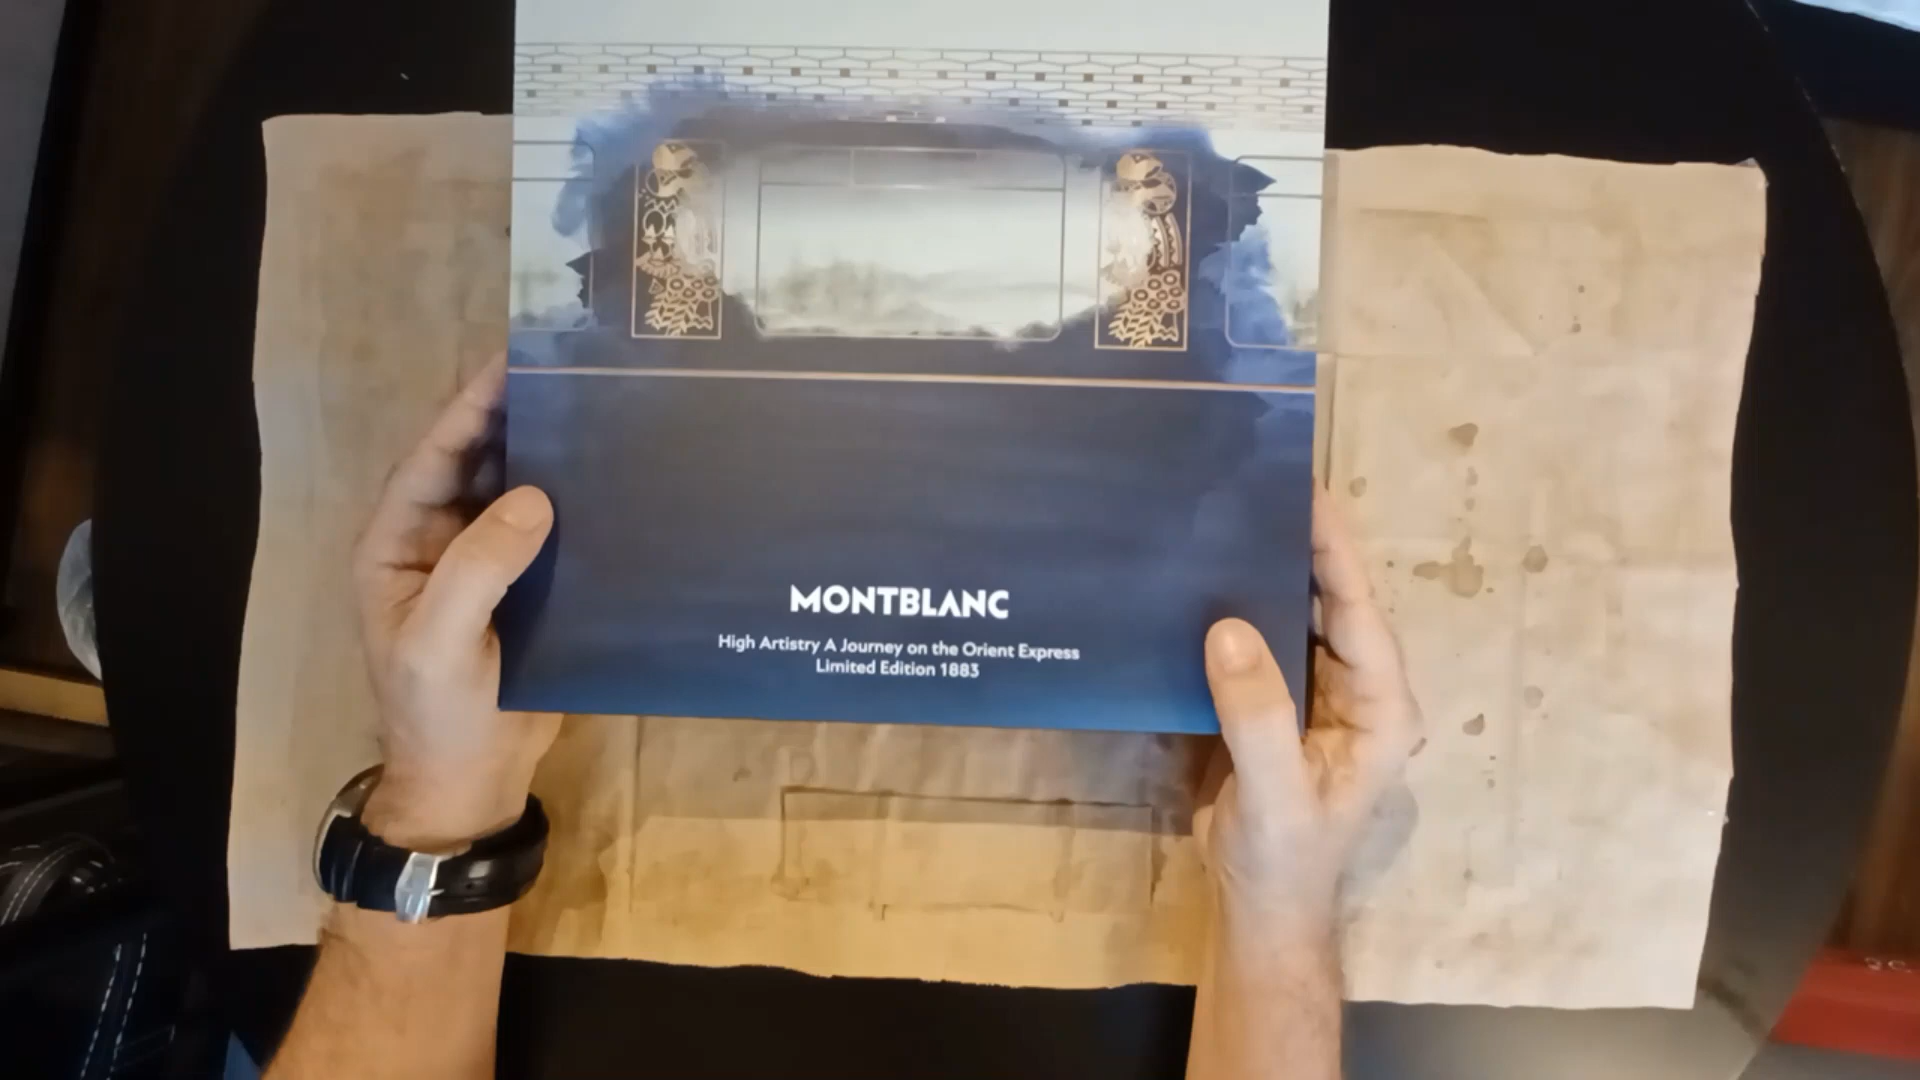 MONTBLANC
High Artistry A Journey on the Orient Express
Limited Edition 1883